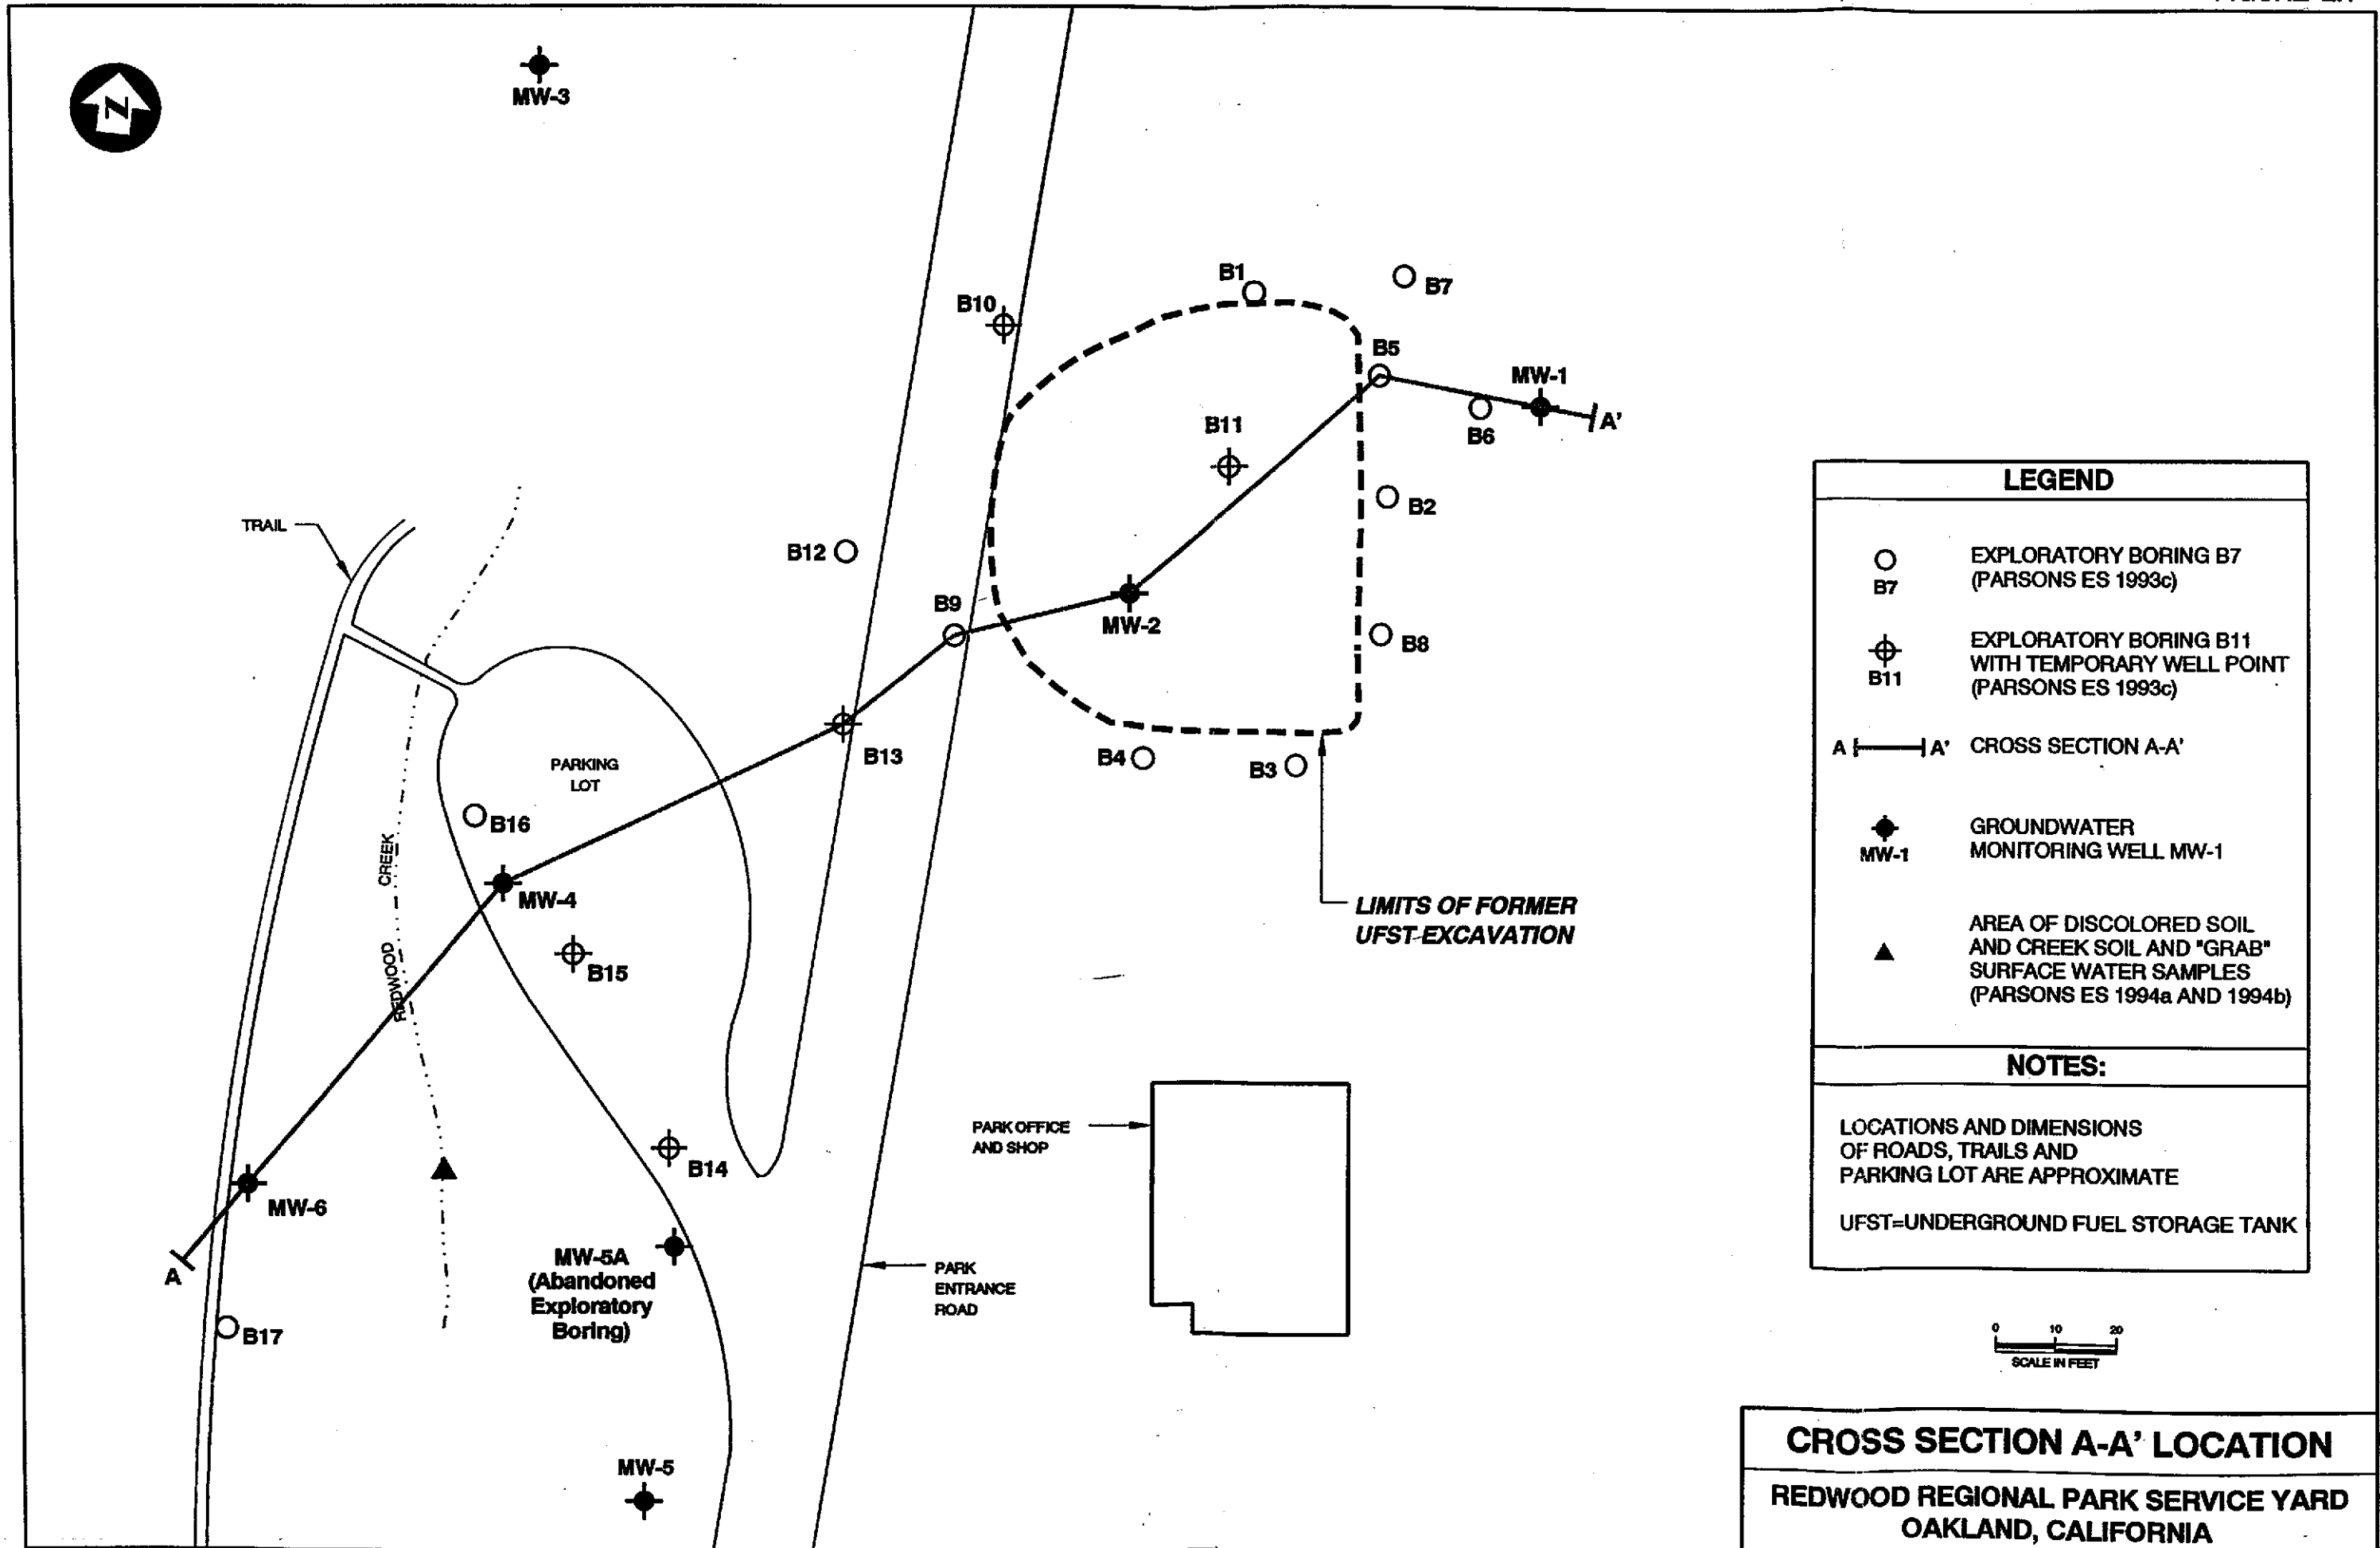 N
MW-3
B1
B7
B10
B5
MW-1
A'
B6
B11
B2
TRAIL
B12
B9
MW-2
B8
B13
B4
B3
PARKING
LOT
B16
REDWOOD CREEK
MW-4
LIMITS OF FORMER
UFST EXCAVATION
B15
PARK OFFICE
AND SHOP
B14
MW-6
MW-5A
(Abandoned
Exploratory
Boring)
A
PARK
ENTRANCE
ROAD
B17
MW-5
LEGEND
B7
EXPLORATORY BORING B7
(PARSONS ES 1993c)
B11
EXPLORATORY BORING B11
WITH TEMPORARY WELL POINT
(PARSONS ES 1993c)
A A' CROSS SECTION A-A'
MW-1
GROUNDWATER
MONITORING WELL MW-1
AREA OF DISCOLORED SOIL
AND CREEK SOIL AND "GRAB"
SURFACE WATER SAMPLES
(PARSONS ES 1994a AND 1994b)
NOTES:
LOCATIONS AND DIMENSIONS
OF ROADS, TRAILS AND
PARKING LOT ARE APPROXIMATE
UFST=UNDERGROUND FUEL STORAGE TANK
0 10 20
SCALE IN FEET
CROSS SECTION A-A' LOCATION
REDWOOD REGIONAL PARK SERVICE YARD
OAKLAND, CALIFORNIA